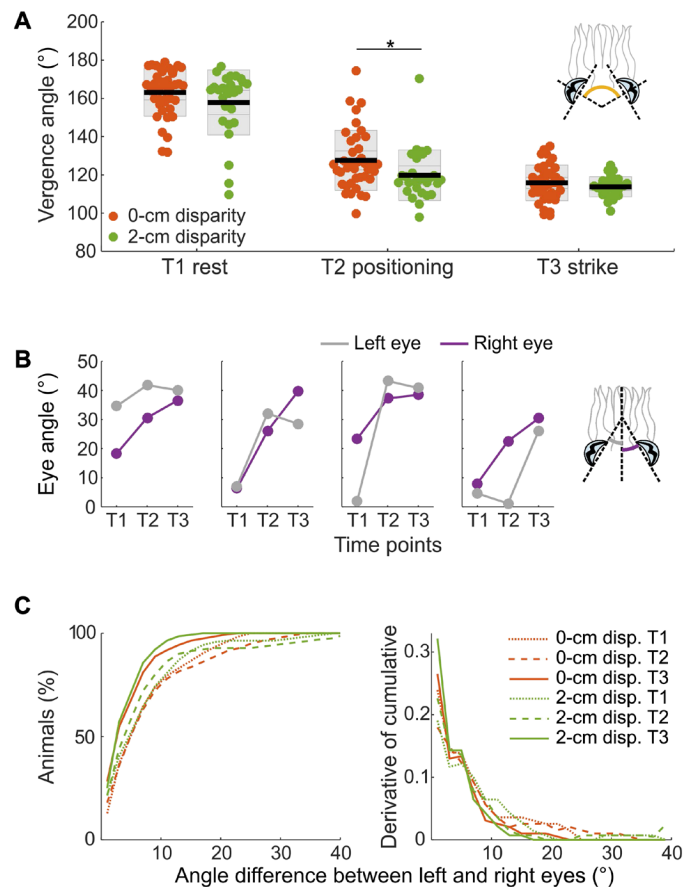 A
200
180
160
140
120
100
80
Vergence angle (°)
*
0-cm disparity
2-cm disparity
T1 rest
T2 positioning
T3 strike
B
Left eye
Right eye
50
40
30
20
10
0
Eye angle (°)
T1 T2 T3
T1 T2 T3
T1 T2 T3
T1 T2 T3
Time points
C
100
50
0
Animals (%)
0 10 20 30 40
0.3
0.2
0.1
0
Derivative of cumulative
0-cm disp. T1
0-cm disp. T2
0-cm disp. T3
2-cm disp. T1
2-cm disp. T2
2-cm disp. T3
10 20 30 40
Angle difference between left and right eyes (°)